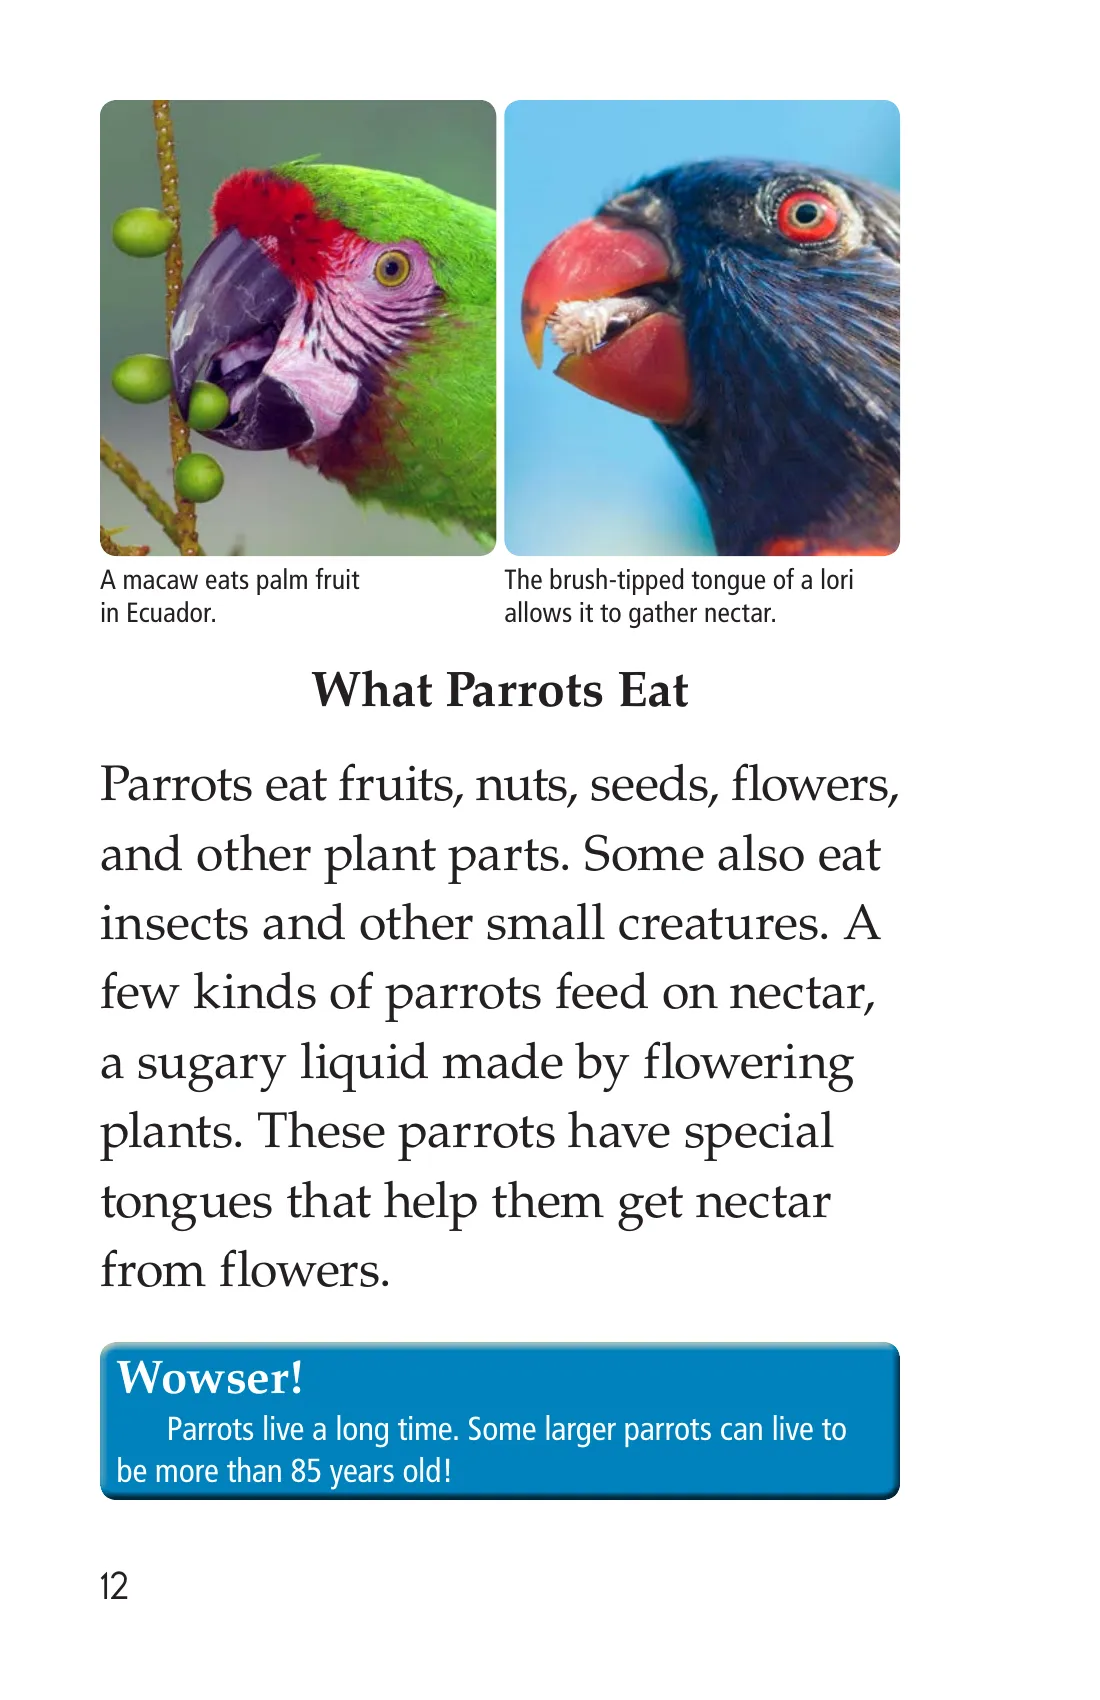 A macaw eats palm fruit
in Ecuador.
The brush-tipped tongue of a lori
allows it to gather nectar.
What Parrots Eat
Parrots eat fruits, nuts, seeds, flowers,
and other plant parts. Some also eat
insects and other small creatures. A
few kinds of parrots feed on nectar,
a sugary liquid made by flowering
plants. These parrots have special
tongues that help them get nectar
from flowers.
Wowser!
Parrots live a long time. Some larger parrots can live to
be more than 85 years old!
12